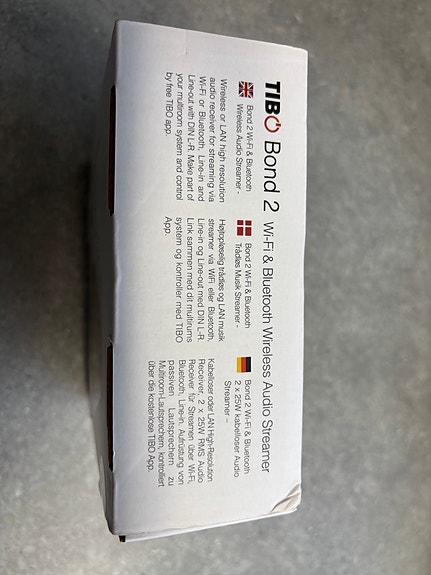 TIBO Bond 2 Wi-Fi & Bluetooth Wireless Audio Streamer
Bond 2 Wi-Fi & Bluetooth
Wireless Audio Streamer -
Wireless or LAN high resolution
audio receiver for streaming via
Wi-Fi or Bluetooth, Line-in and
Line-out with DIN L-R. Make part of
your multiroom system and control
by free TIBO app.
Bond 2 Wi-Fi & Bluetooth
Trådløs Musik Streamer -
Højtopløselig trådløs og LAN musik
streamer via WiFi eller Bluetooth,
Line-in og Line-out med DIN L-R.
Link sammen med dit multirums
system og kontroller med TIBO
App.
Bond 2 Wi-Fi & Bluetooth
2 x 25W kabelloser Audio
Streamer –
Kabelloser oder LAN High-Resolution
Receiver, 2 x 25W RMS Audio
Receiver für Streamen über Wi-Fi,
Bluetooth, Line-in. Aufrüstung von
passiven Lautsprechern zu
Multiroom-Lautsprechern, kontrolliert
über die kostenlose TIBO App.